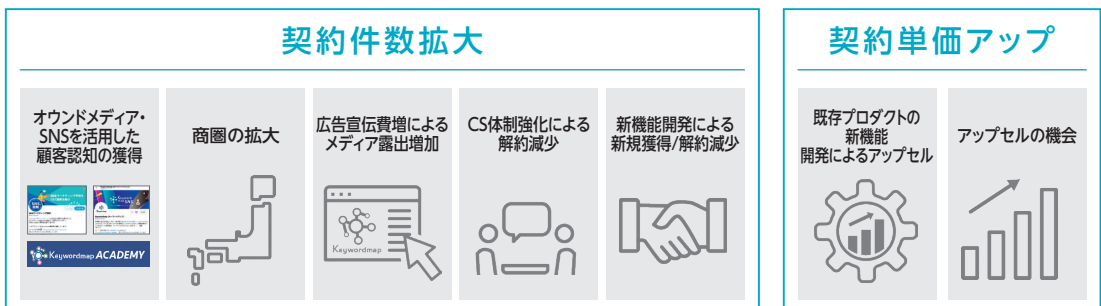 契約件数拡大
オウンドメディア・
SNSを活用した
顧客認知の獲得
Keywordmap ACADEMY
商圏の拡大
広告宣伝費増による
メディア露出増加
Keywordmap
CS体制強化による
解約減少
新機能開発による
新規獲得/解約減少
契約単価アップ
既存プロダクトの
新機能
開発によるアップセル
アップセルの機会